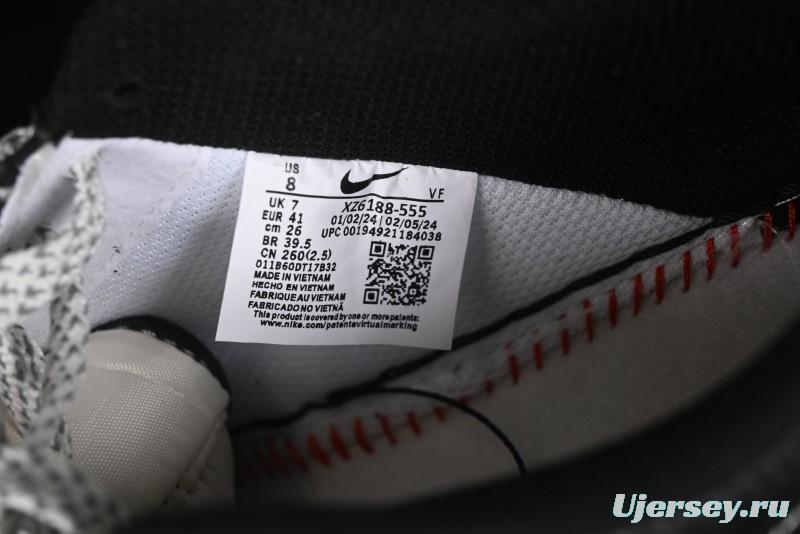 US
8
VF
UK 7
EUR 41
cm 26
BR 39.5
CN 260(2.5)
XZ6188-555
01/02/24 | 02/05/24
UPC 00194921184038
011B60DT17B32
MADE IN VIETNAM
HECHO EN VIETNAM
FABRIQUE AU VIETNAM
FABRICADO NO VIETNÃ
This product is covered by one or more patents.
www.nike.com/patentsvirtualmarking
Ujersey.ru